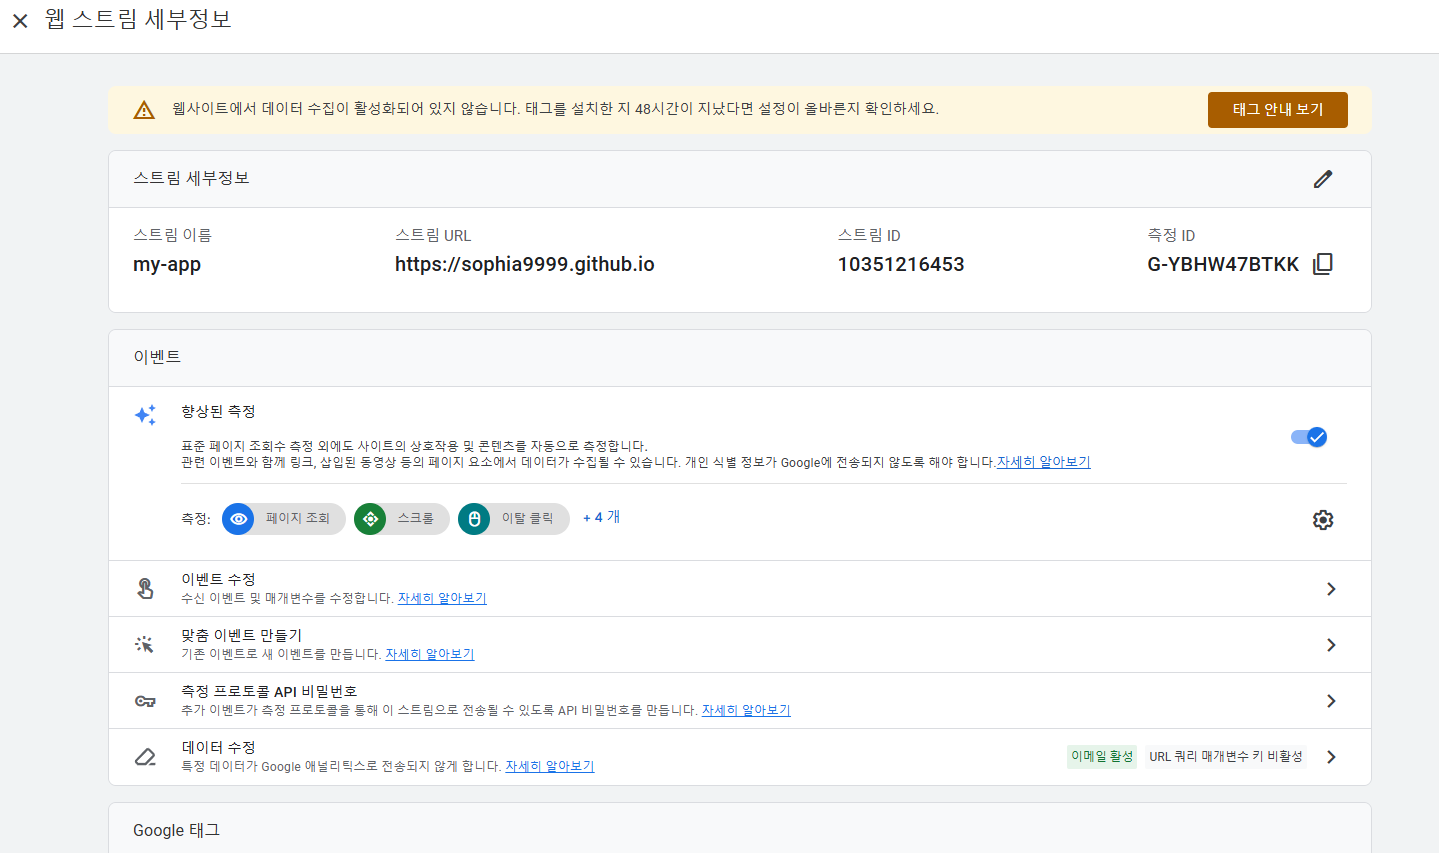 웹 스트림 세부정보
웹사이트에서 데이터 수집이 활성화되어 있지 않습니다. 태그를 설치한 지 48시간이 지났다면 설정이 올바른지 확인하세요.
태그 안내 보기
스트림 세부정보
스트림 이름
my-app
스트림 URL
https://sophia9999.github.io
스트림 ID
10351216453
측정 ID
G-YBHW47BTKK
이벤트
향상된 측정
표준 페이지 조회수 측정 외에도 사이트의 상호작용 및 콘텐츠를 자동으로 측정합니다.
관련 이벤트와 함께 링크, 삽입된 동영상 등의 페이지 요소에서 데이터가 수집될 수 있습니다. 개인 식별 정보가 Google에 전송되지 않도록 해야 합니다.자세히 알아보기
측정: 페이지 조회 스크롤 이탈 클릭 + 4 개
이벤트 수정
수신 이벤트 및 매개변수를 수정합니다. 자세히 알아보기
맞춤 이벤트 만들기
기존 이벤트로 새 이벤트를 만듭니다. 자세히 알아보기
측정 프로토콜 API 비밀번호
추가 이벤트가 측정 프로토콜을 통해 이 스트림으로 전송될 수 있도록 API 비밀번호를 만듭니다. 자세히 알아보기
데이터 수정
특정 데이터가 Google 애널리틱스로 전송되지 않게 합니다. 자세히 알아보기
이메일 활성 URL 쿼리 매개변수 키 비활성
Google 태그